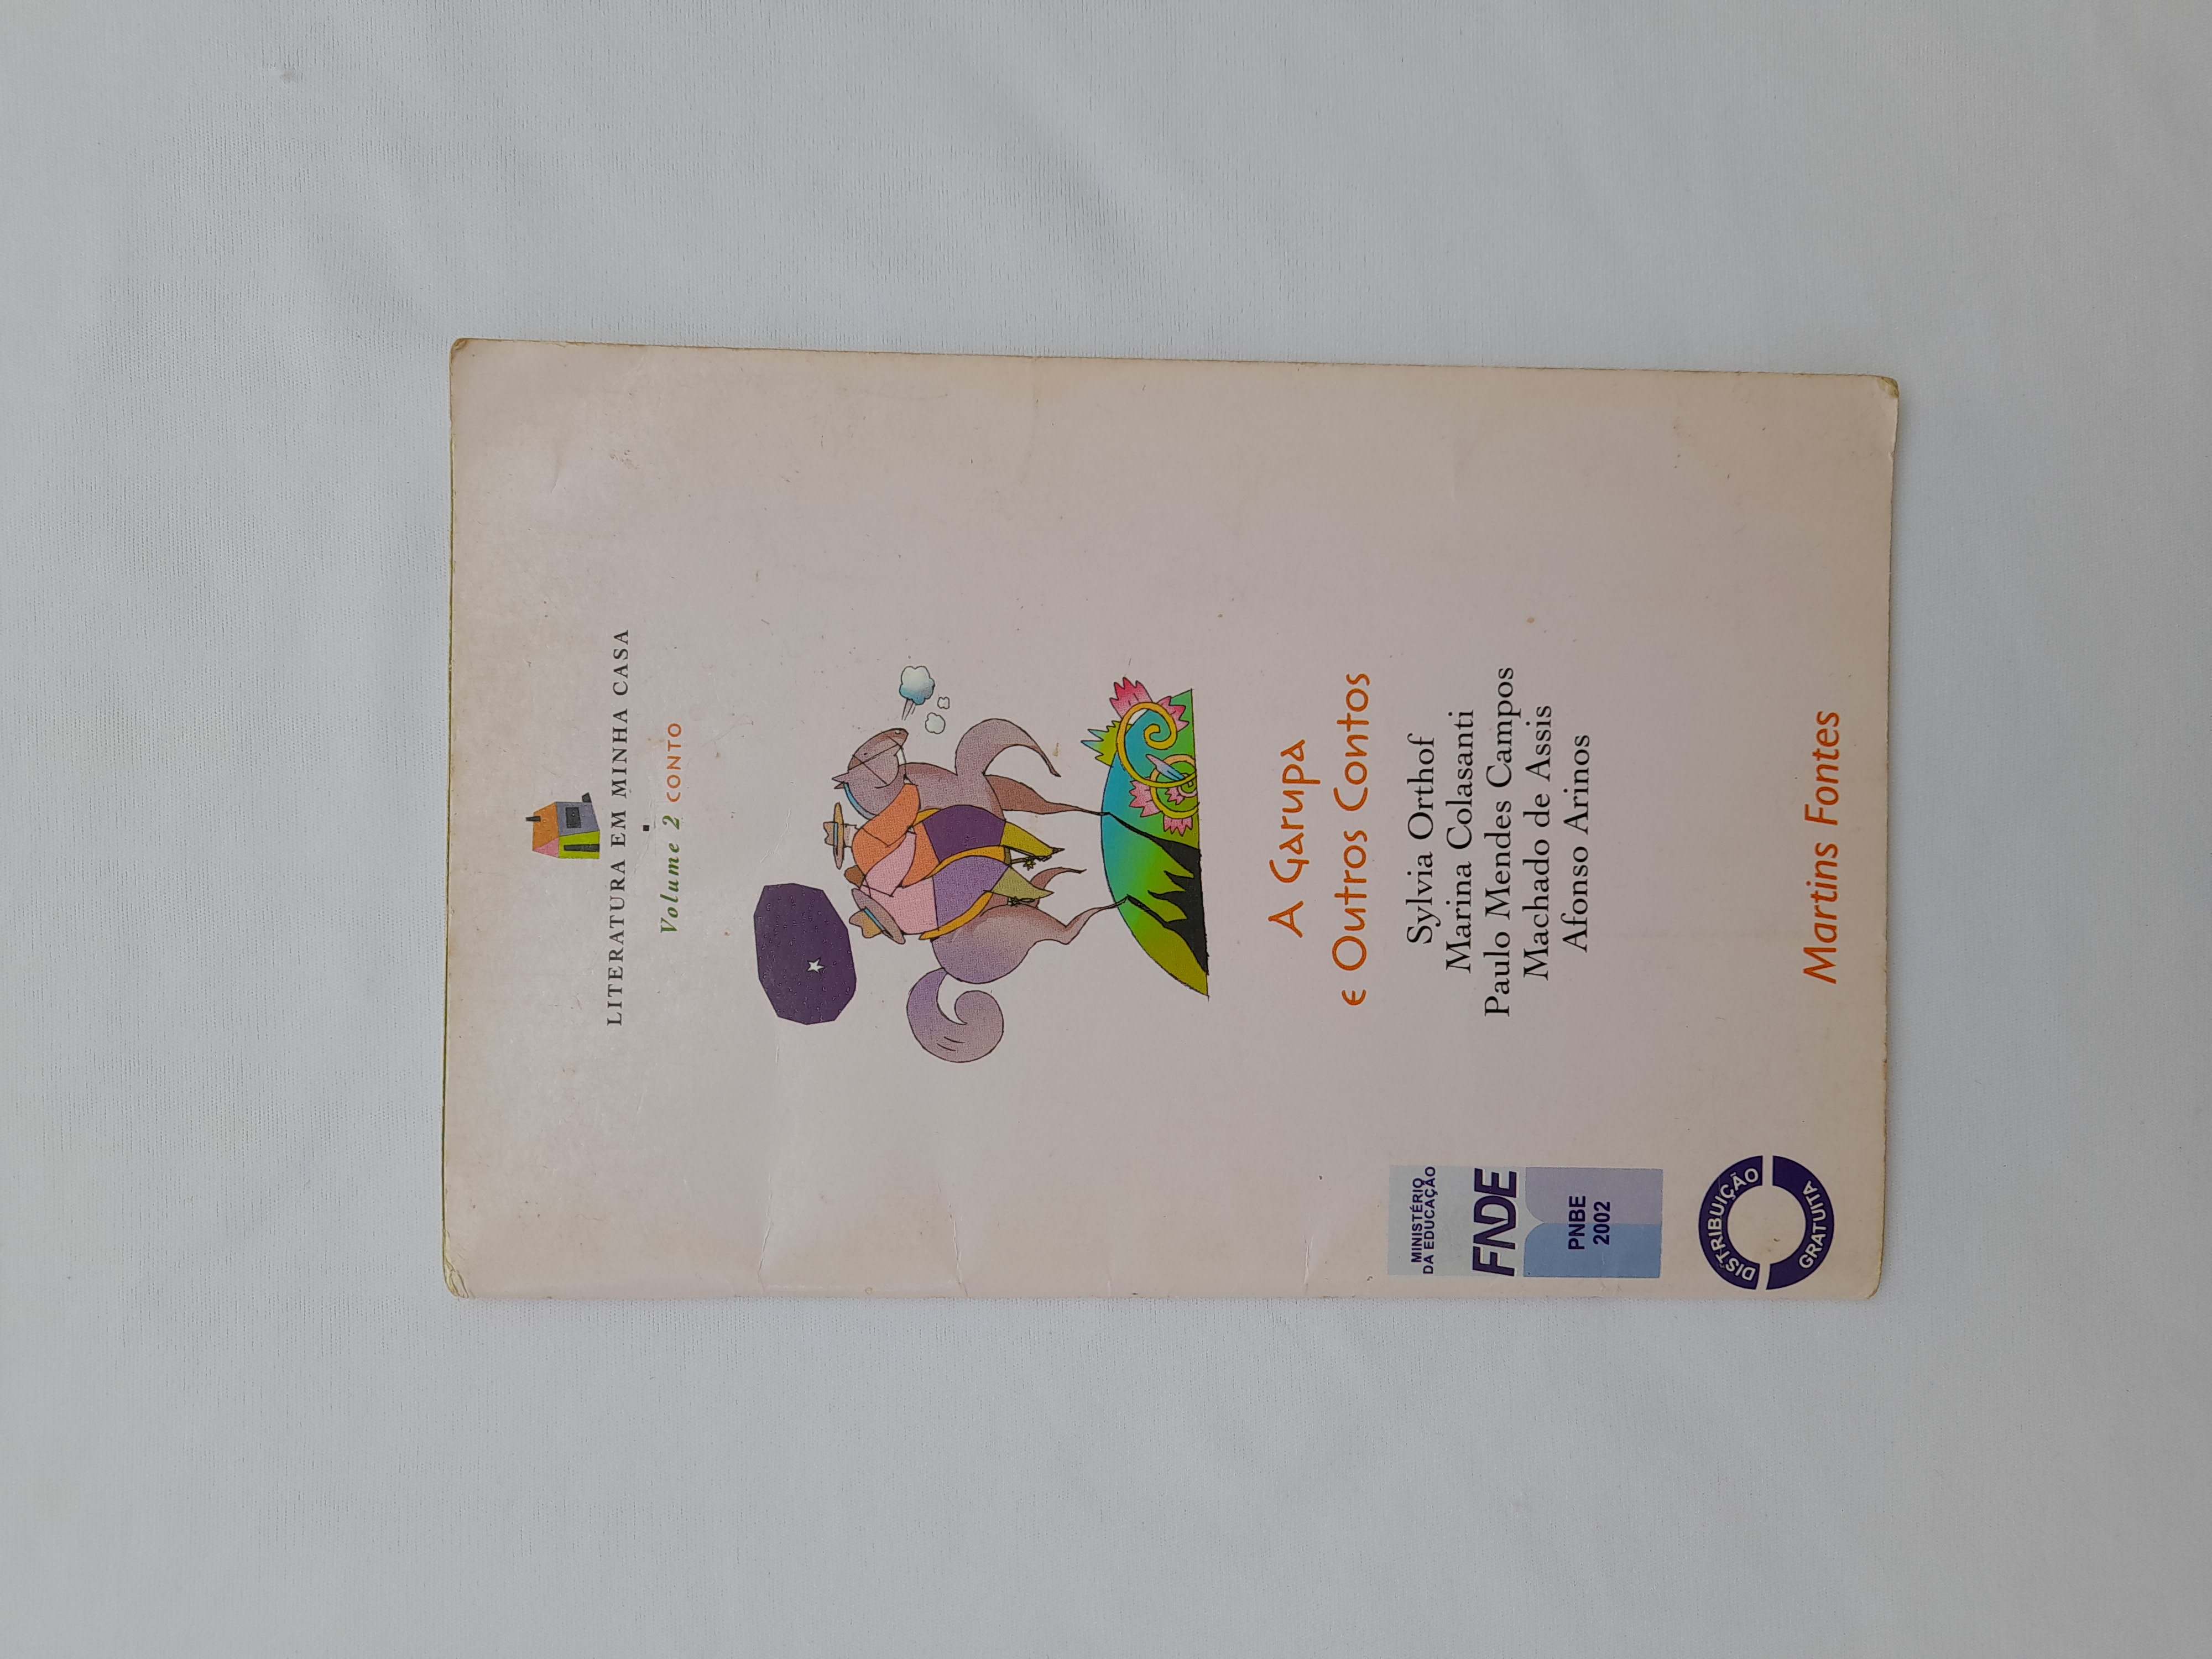 LITERATURA EM MINHA CASA
Volume 2 CONTO
A Garupa
e Outros Contos
Sylvia Orthof
Marina Colasanti
Paulo Mendes Campos
Machado de Assis
Afonso Arinos
MINISTÉRIO
DA EDUCAÇÃO
FNDE
PNBE
2002
DISTRIBUIÇÃO
GRATUITA
Martins Fontes